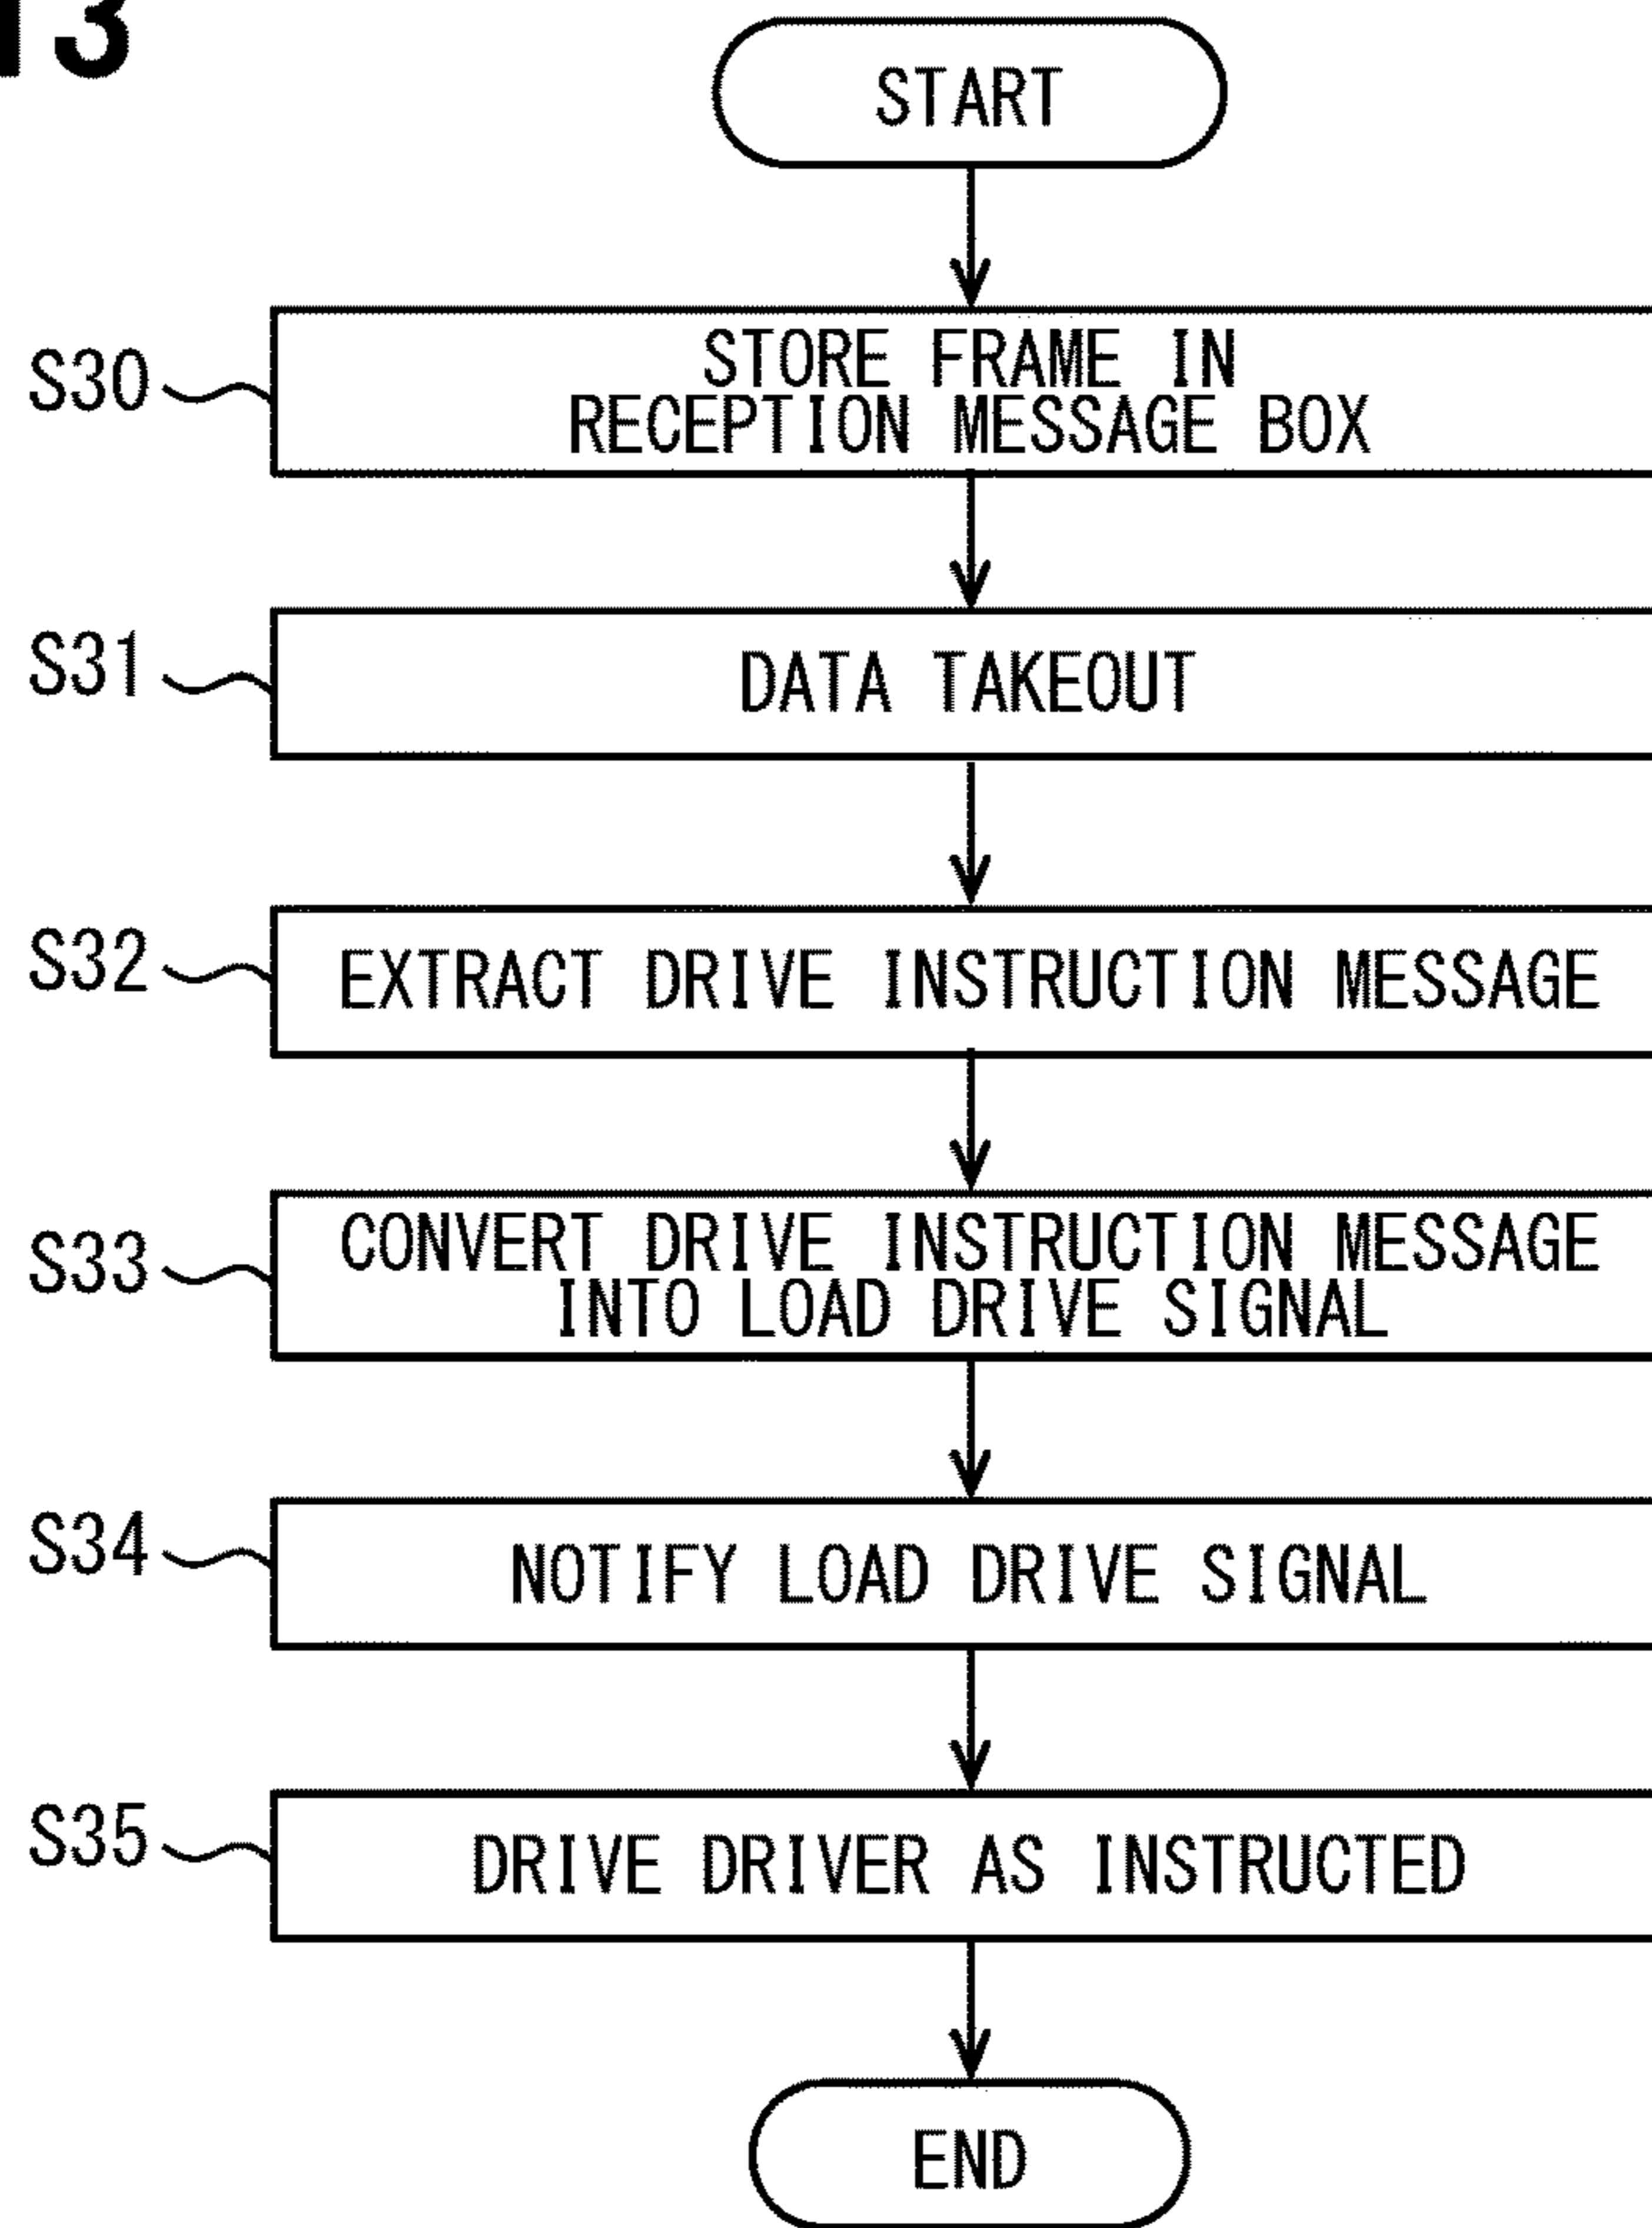 13
START
S30
STORE FRAME IN
RECEPTION MESSAGE BOX
S31
DATA TAKEOUT
S32
EXTRACT DRIVE INSTRUCTION MESSAGE
S33
CONVERT DRIVE INSTRUCTION MESSAGE
INTO LOAD DRIVE SIGNAL
S34
NOTIFY LOAD DRIVE SIGNAL
S35
DRIVE DRIVER AS INSTRUCTED
END